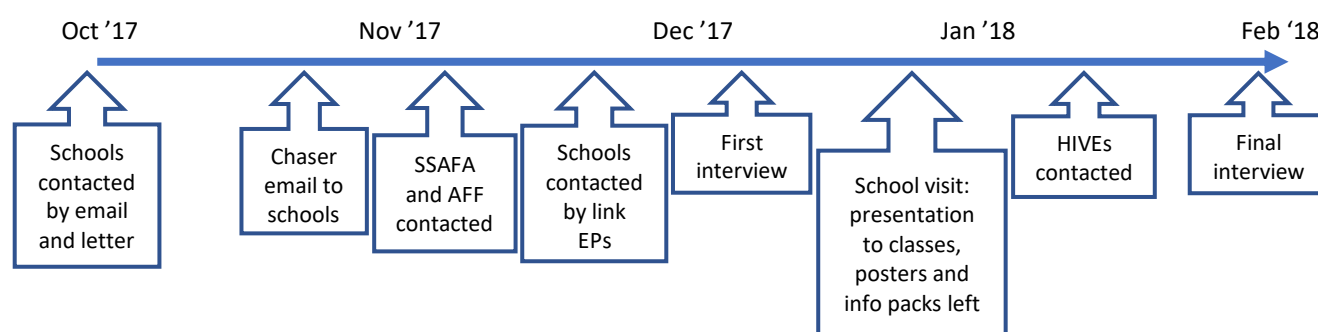 Oct ’17
Nov ’17
Dec ’17
Jan ’18
Feb ‘18
Schools
contacted
by email
and letter
Chaser
email to
schools
SSAFA
and AFF
contacted
Schools
contacted
by link
EPs
First
interview
School visit:
presentation
to classes,
posters and
info packs left
HIVEs
contacted
Final
interview